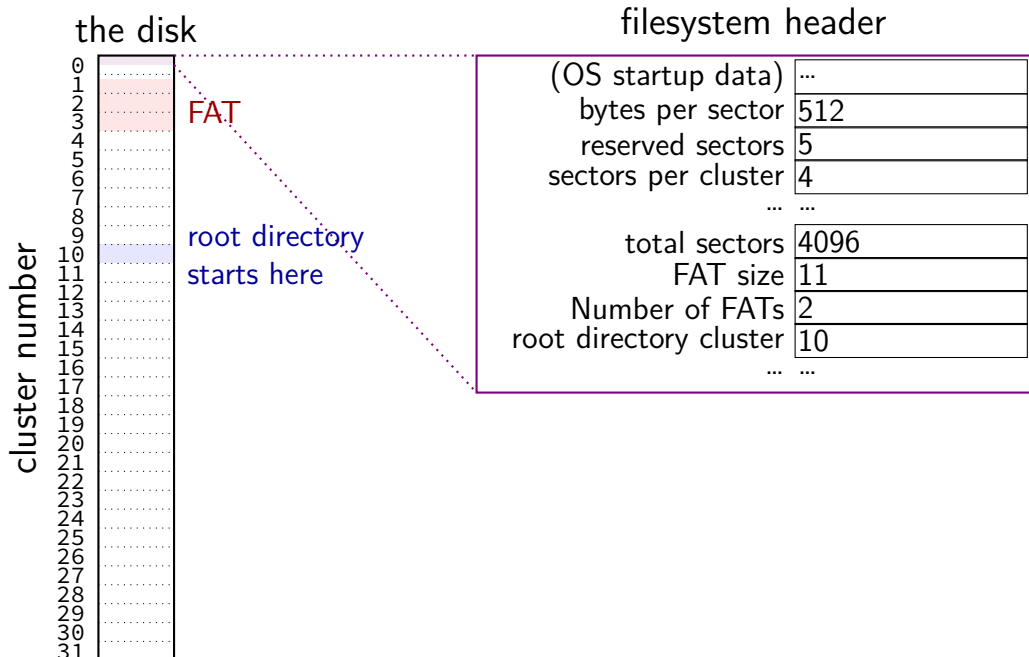 the disk
cluster number
0
1
2
3
4
5
6
7
8
9
10
11
12
13
14
15
16
17
18
19
20
21
22
23
24
25
26
27
28
29
30
31
FAT
root directory
starts here
filesystem header
(OS startup data) ...
bytes per sector 512
reserved sectors 5
sectors per cluster 4
... ...
total sectors 4096
FAT size 11
Number of FATs 2
root directory cluster 10
... ...